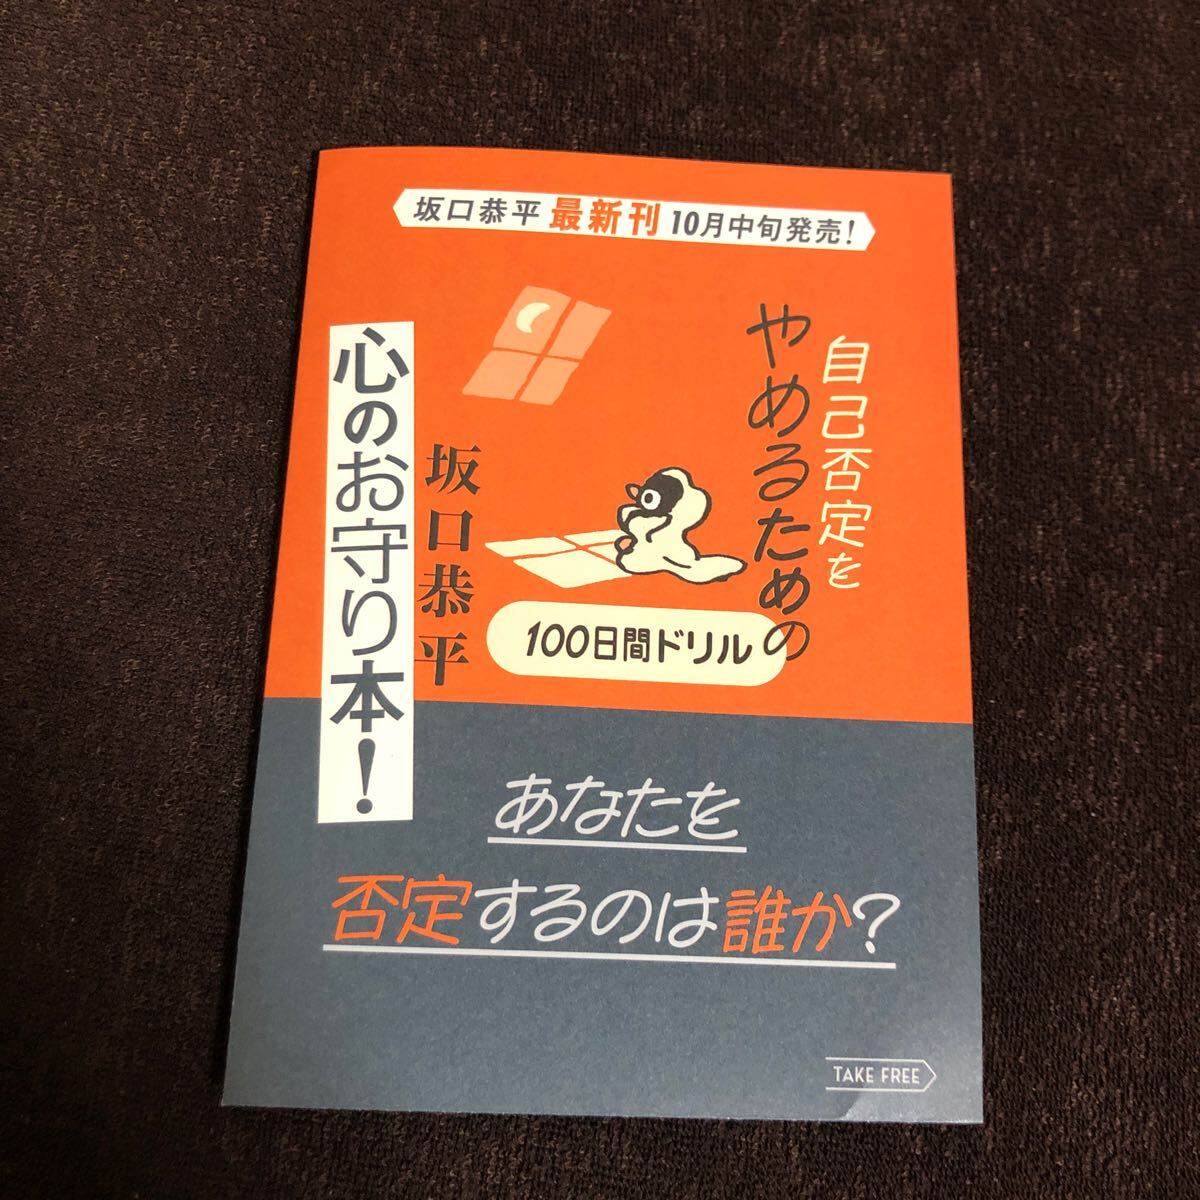 坂口恭平 最新刊 10月中旬発売!
自己否定を
やめるための
100日間ドリル
坂口恭平
心のお守り本!
あなたを
否定するのは誰か?
TAKE FREE